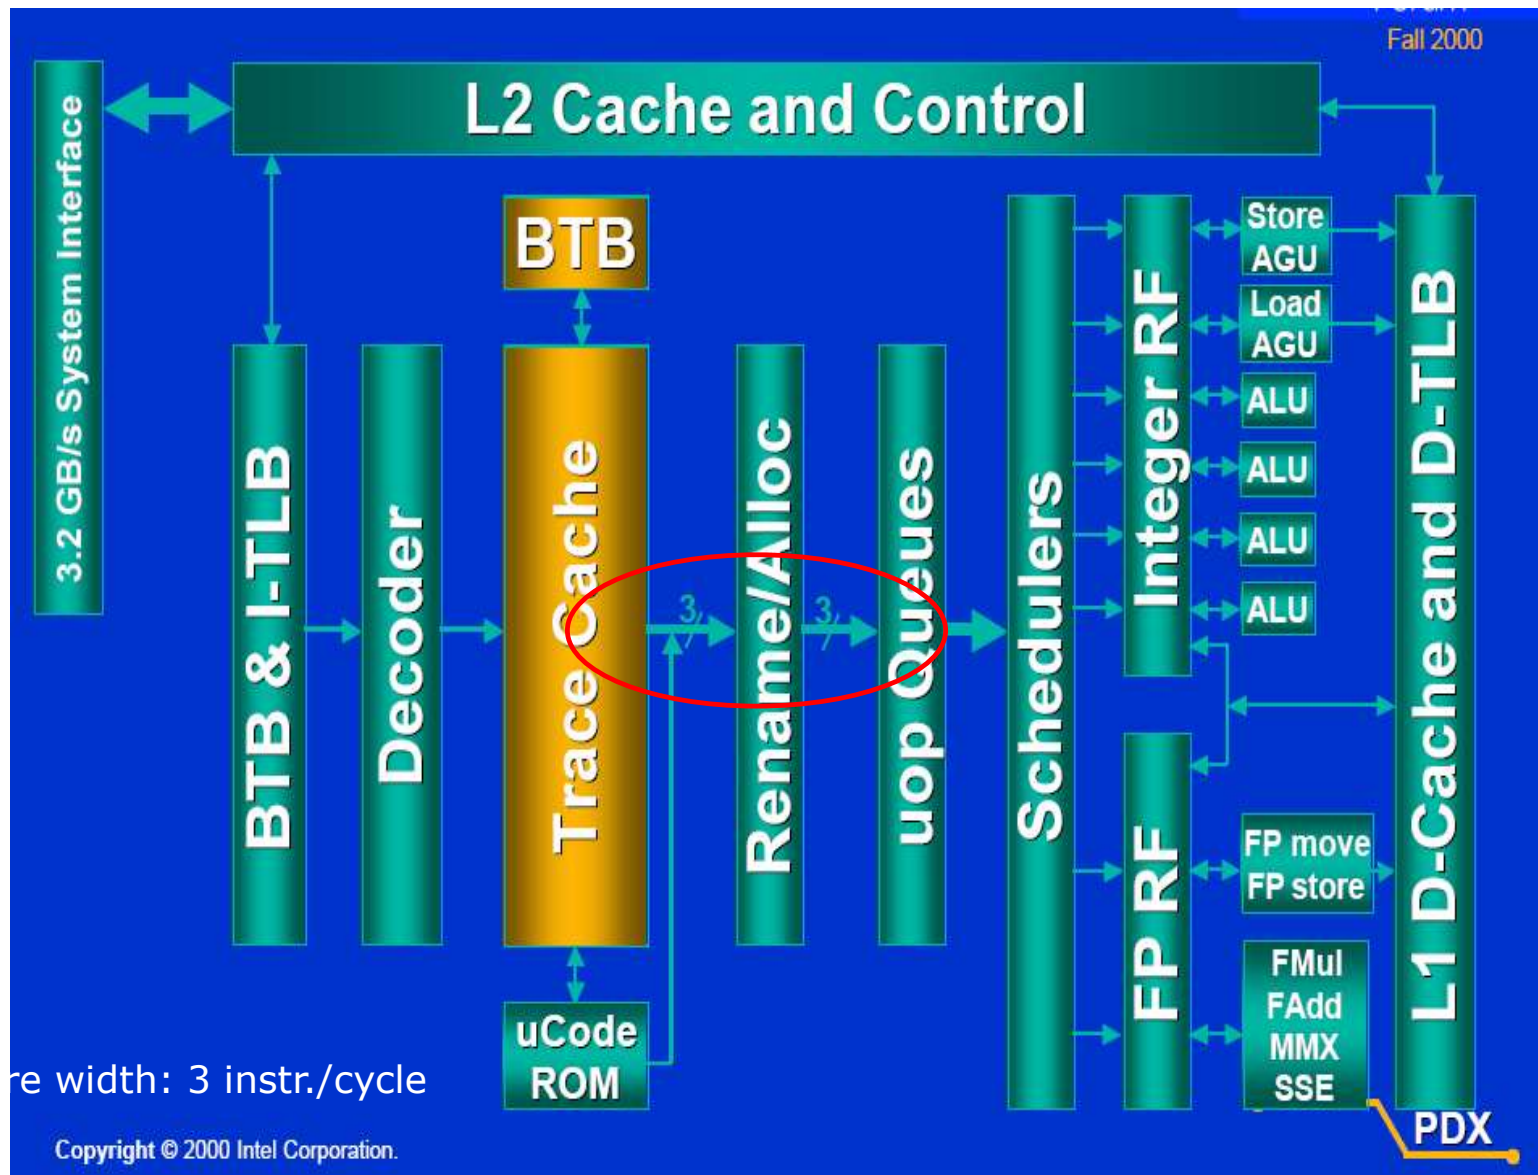 Fall 2000
L2 Cache and Control
3.2 GB/s System Interface
BTB
BTB & I-TLB
Decoder
Trace Cache
3
Rename/Alloc
3
uop Queues
Schedulers
Integer RF
FP RF
Store
AGU
Load
AGU
ALU
ALU
ALU
ALU
FP move
FP store
FMul
FAdd
MMX
SSE
L1 D-Cache and D-TLB
uCode
ROM
re width: 3 instr./cycle
PDX
Copyright © 2000 Intel Corporation.